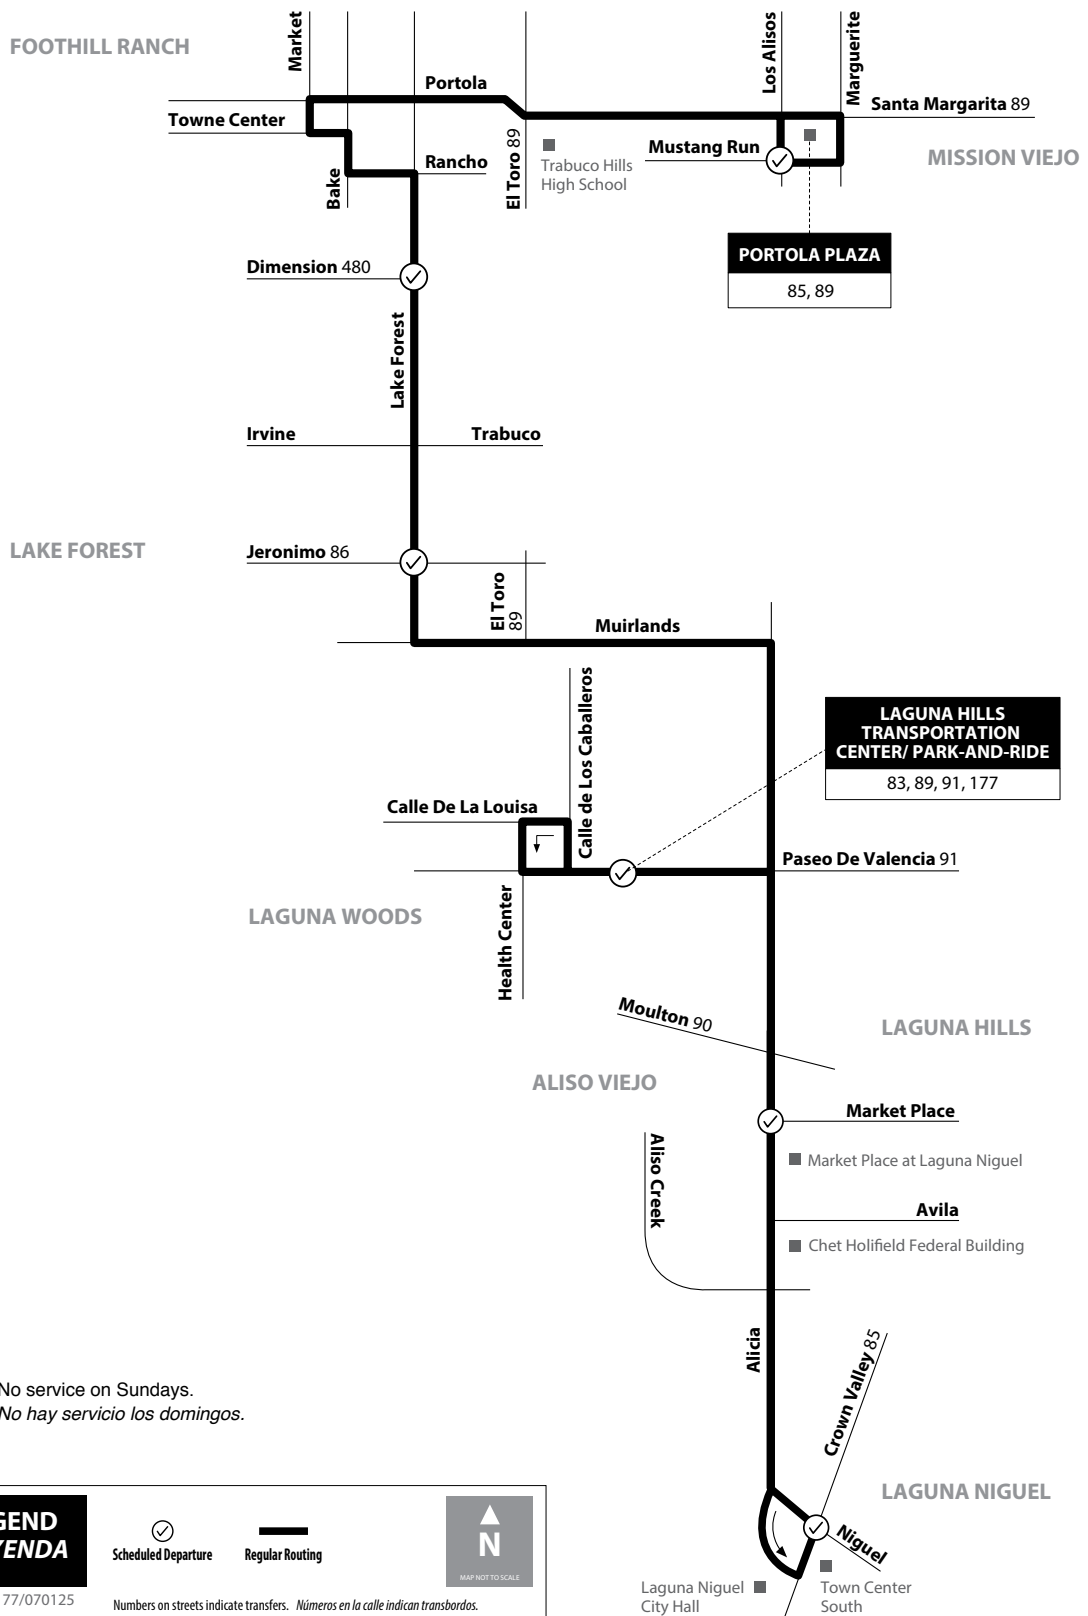 Market
Los Alisos
Marguerite
FOOTHILL RANCH
Portola
Santa Margarita 89
Towne Center
El Toro 89
Mustang Run
MISSION VIEJO
Rancho
Trabuco Hills
High School
Bake
PORTOLA PLAZA
85, 89
Dimension 480
Lake Forest
Irvine
Trabuco
LAKE FOREST
Jeronimo 86
El Toro
89
Muirlands
Calle de Los Caballeros
LAGUNA HILLS
TRANSPORTATION
CENTER/ PARK-AND-RIDE
83, 89, 91, 177
Calle De La Louisa
Paseo De Valencia 91
LAGUNA WOODS
Health Center
Moulton 90
LAGUNA HILLS
ALISO VIEJO
Market Place
Aliso Creek
Market Place at Laguna Niguel
Avila
Chet Holifield Federal Building
Alicia
Crown Valley 85
No service on Sundays.
No hay servicio los domingos.
LAGUNA NIGUEL
GEND
YENDA
Scheduled Departure
Regular Routing
N
MAP NOT TO SCALE
Niguel
Laguna Niguel
City Hall
Town Center
South
77/070125
Numbers on streets indicate transfers. Números en la calle indican transbordos.